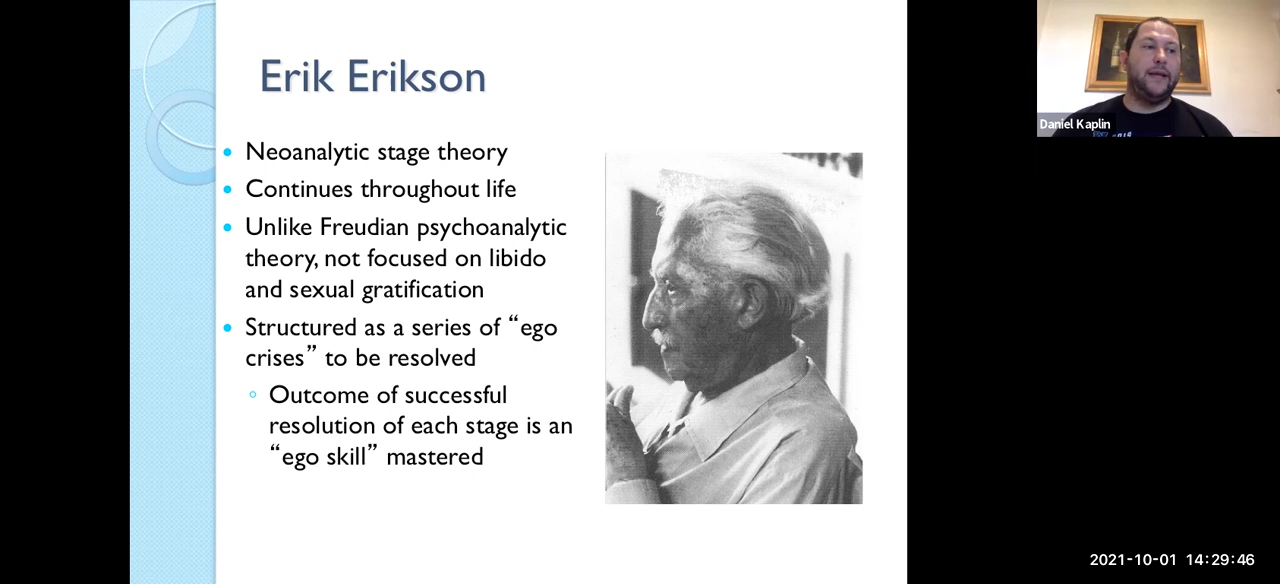 Erik Erikson
• Neoanalytic stage theory
• Continues throughout life
• Unlike Freudian psychoanalytic
theory, not focused on libido
and sexual gratification
• Structured as a series of “ego
crises” to be resolved
◦ Outcome of successful
resolution of each stage is an
“ego skill” mastered
Daniel Kaplin
2021-10-01 14:29:46